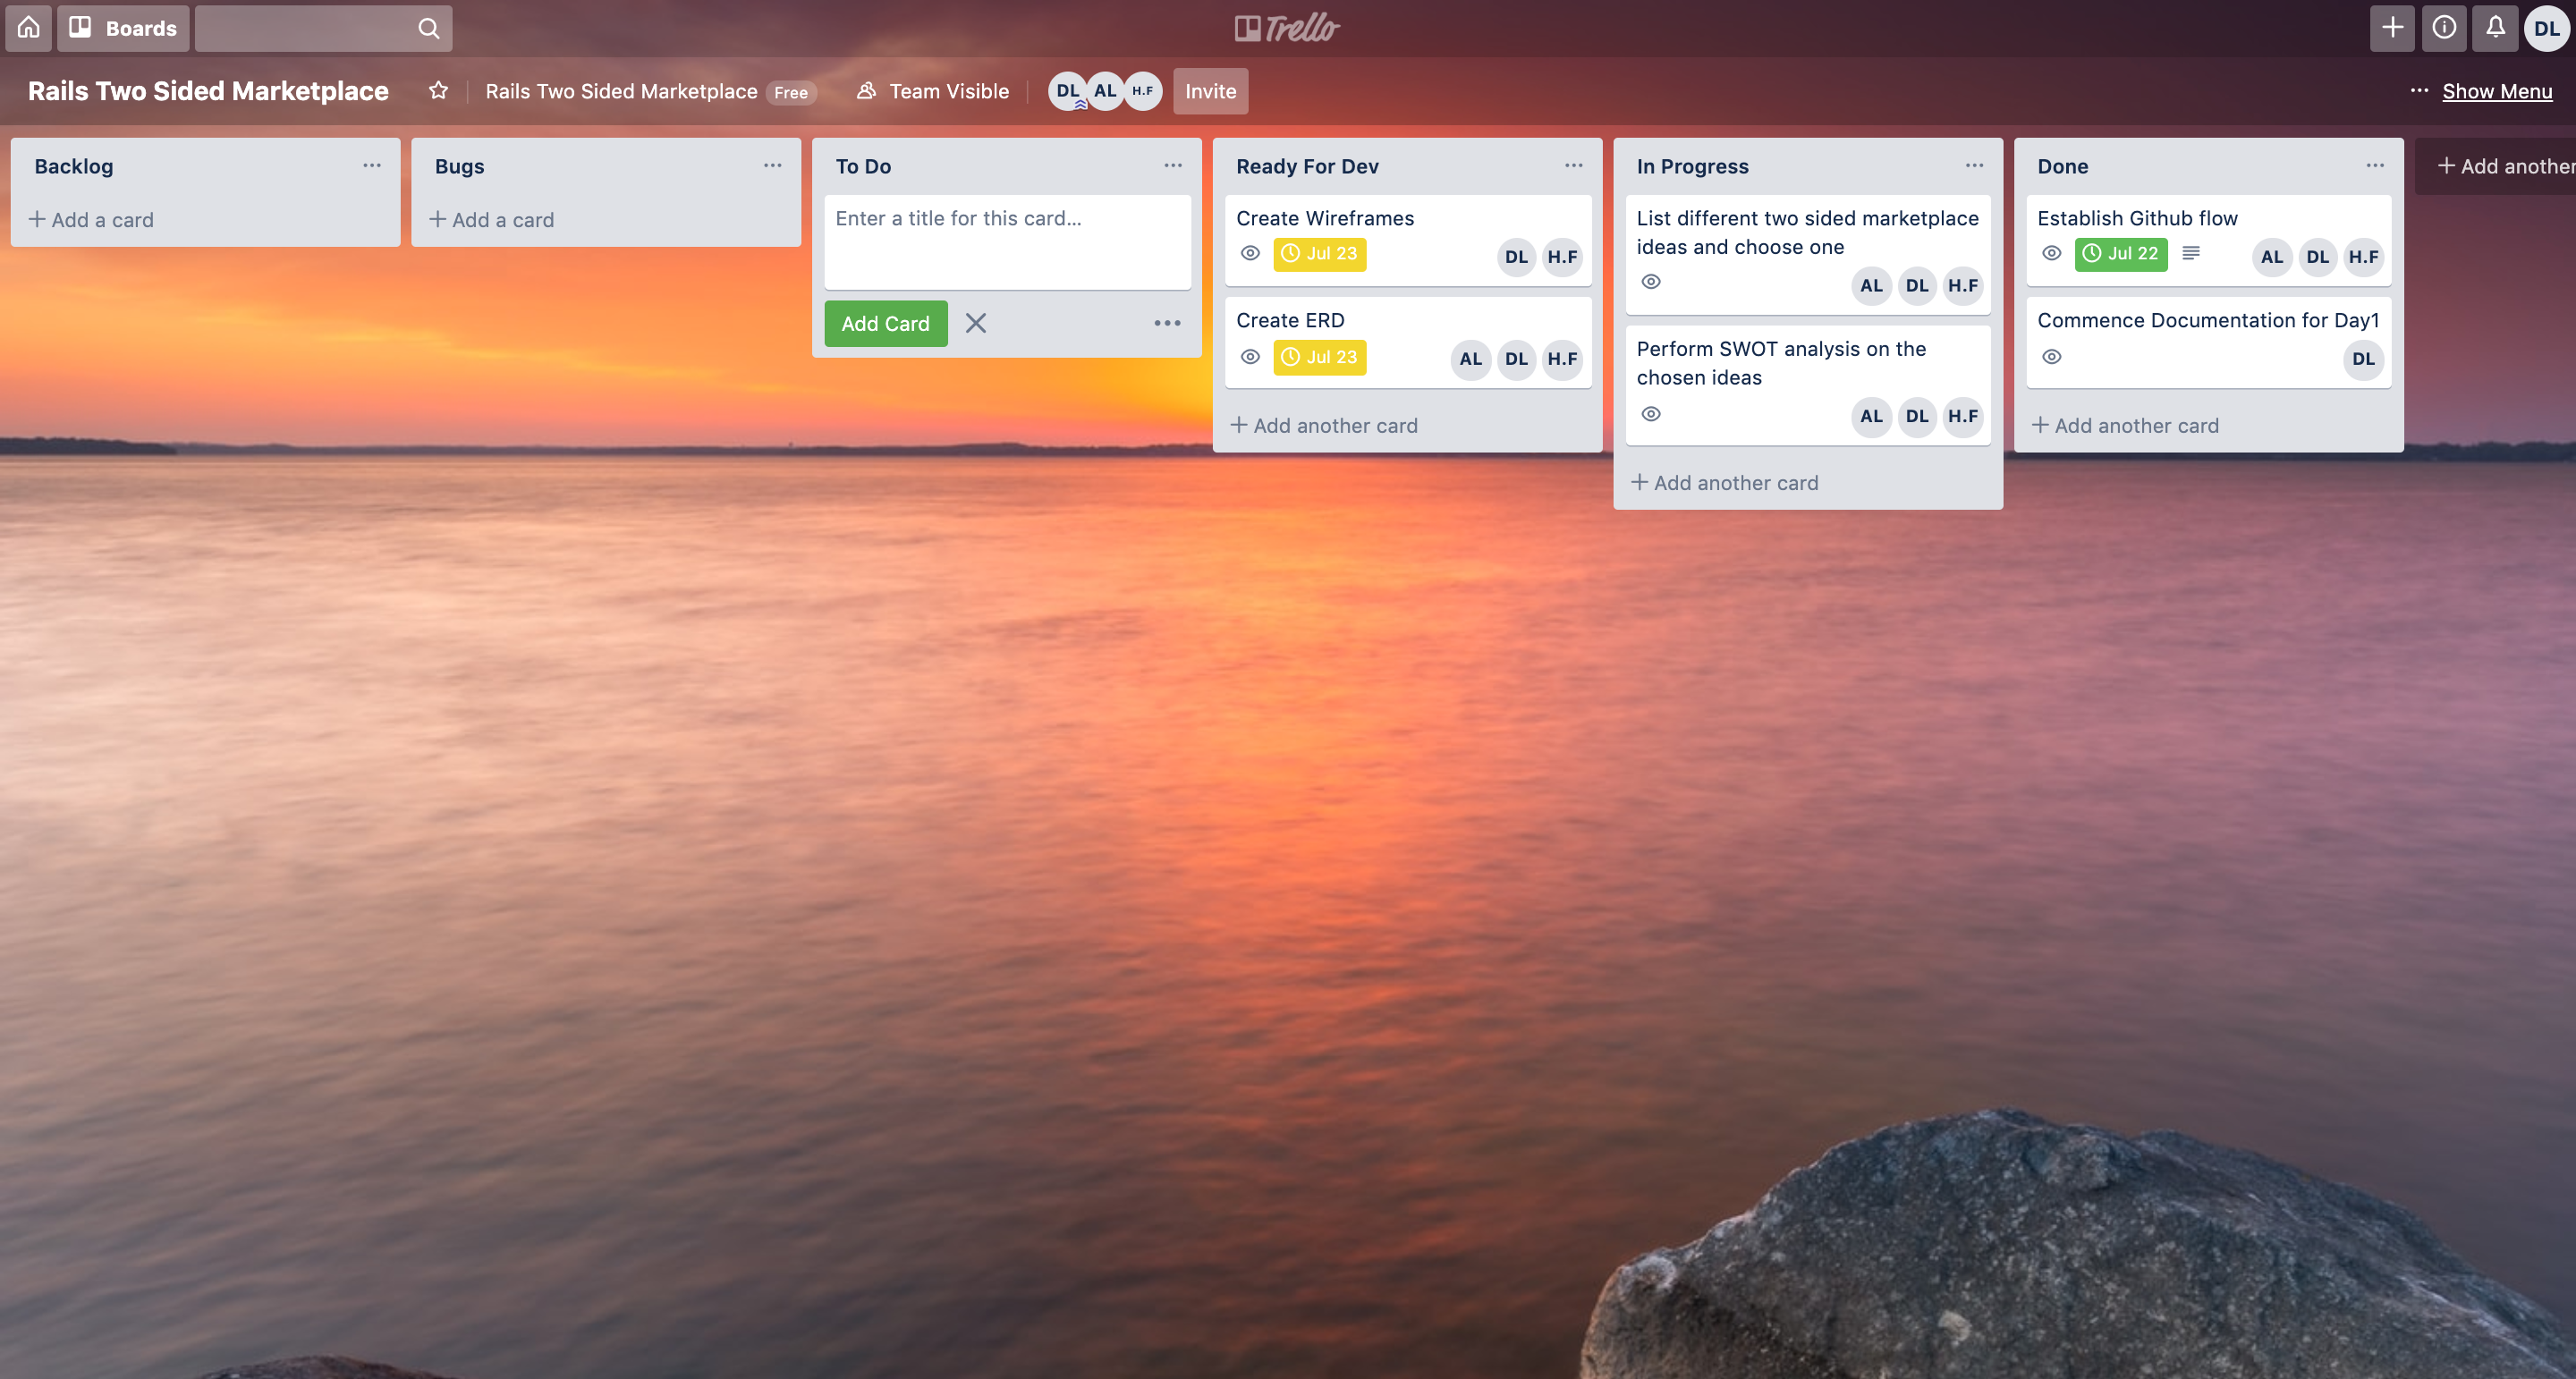 Boards
Trello
DL
Rails Two Sided Marketplace
Rails Two Sided Marketplace Free
Team Visible
DL AL H.F
Invite
... Show Menu
Backlog ...
+ Add a card
Bugs ...
+ Add a card
To Do ...
Enter a title for this card...
Add Card
Ready For Dev ...
Create Wireframes
Jul 23
DL H.F
Create ERD
Jul 23
AL DL H.F
+ Add another card
In Progress ...
List different two sided marketplace
ideas and choose one
AL DL H.F
Perform SWOT analysis on the
chosen ideas
AL DL H.F
+ Add another card
Done ...
Establish Github flow
Jul 22
AL DL H.F
Commence Documentation for Day1
DL
+ Add another card
+ Add another